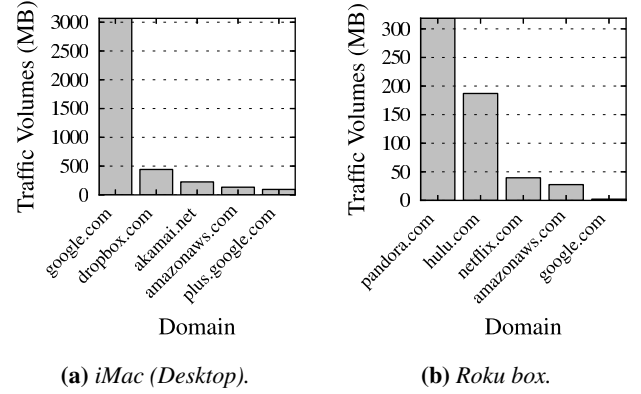 Traffic Volumes (MB)
3000
2500
2000
1500
1000
500
0
google.com
dropbox.com
akamai.net
amazonaws.com
plus.google.com
Domain
(a) iMac (Desktop).
Traffic Volumes (MB)
300
250
200
150
100
50
0
pandora.com
hulu.com
netflix.com
amazonaws.com
google.com
Domain
(b) Roku box.